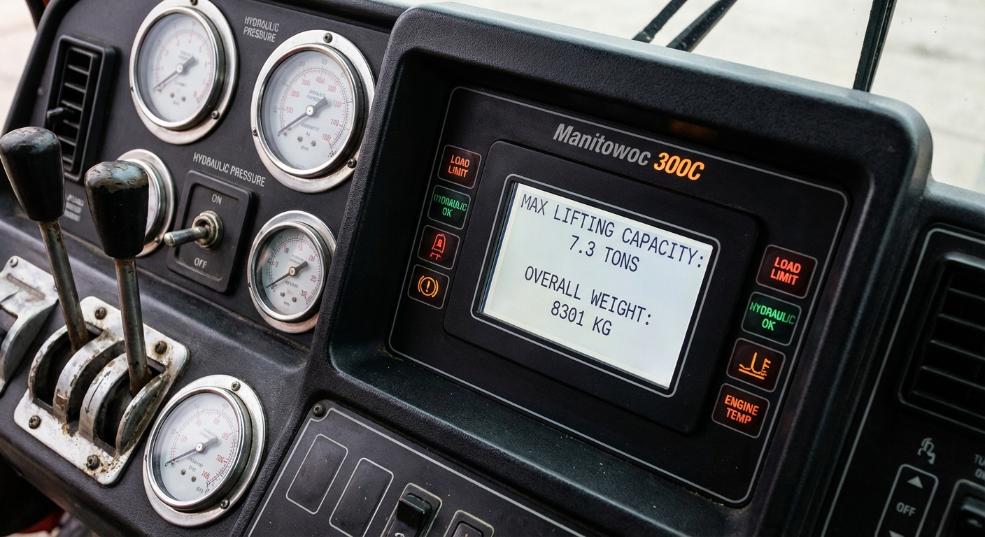 HYDRAULIC
PRESSURE
HYDRAULIC PRESSURE
ON
OFF
Manitowoc 300C
LOAD
LIMIT
HYDRAULIC
OK
MAX LIFTING CAPACITY:
7.3 TONS
OVERALL WEIGHT:
8301 KG
LOAD
LIMIT
HYDRAULIC
OK
ENGINE
TEMP
OFF